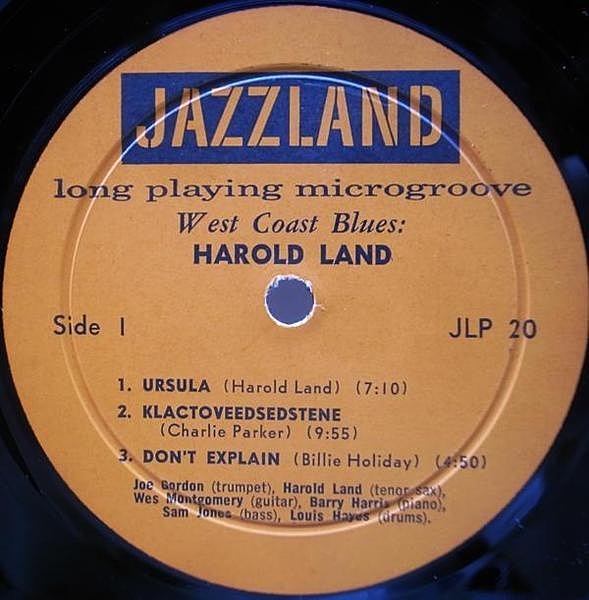 JAZZLAND
long playing microgroove
West Coast Blues:
HAROLD LAND
Side 1 JLP 20
1. URSULA (Harold Land) (7:10)
2. KLACTOVEEDSEDSTENE
(Charlie Parker) (9:55)
3. DON'T EXPLAIN (Billie Holiday) (4:50)
Joe Gordon (trumpet), Harold Land (tenor sax),
Wes Montgomery (guitar), Barry Harris (piano),
Sam Jones (bass), Louis Hayes (drums).